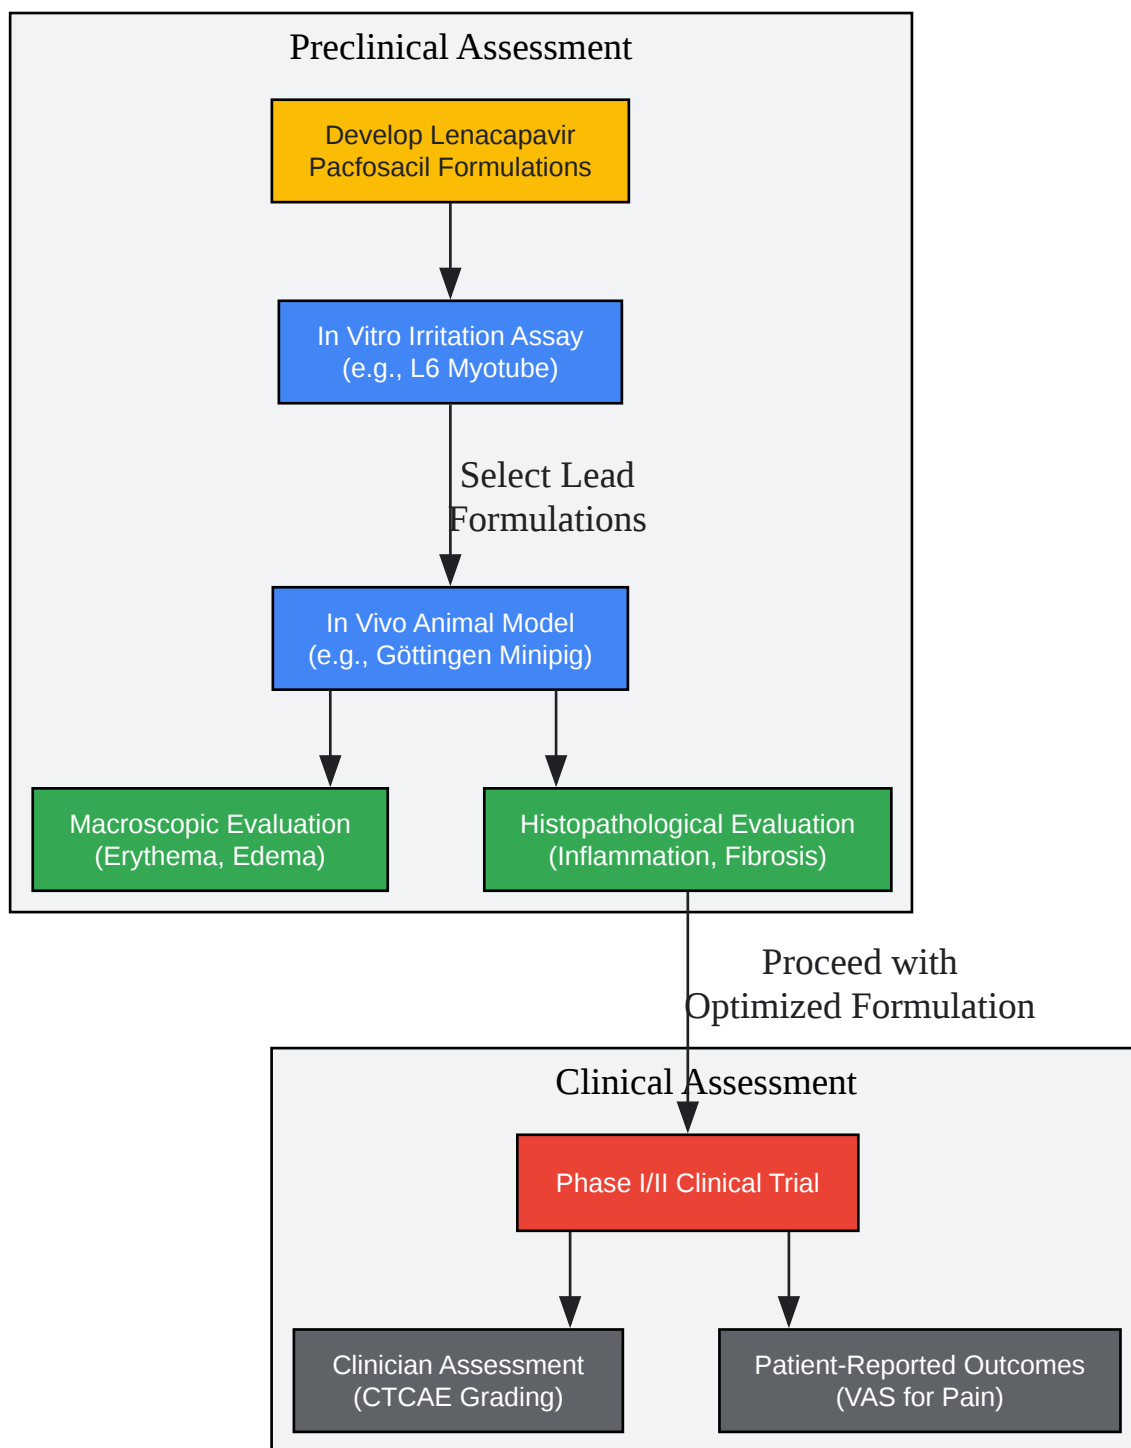 Preclinical Assessment
Develop Lenacapavir
Pacfosacil Formulations
In Vitro Irritation Assay
(e.g., L6 Myotube)
Select Lead
Formulations
In Vivo Animal Model
(e.g., Göttingen Minipig)
Macroscopic Evaluation
(Erythema, Edema)
Histopathological Evaluation
(Inflammation, Fibrosis)
Proceed with
Optimized Formulation
Clinical Assessment
Phase I/II Clinical Trial
Clinician Assessment
(CTCAE Grading)
Patient-Reported Outcomes
(VAS for Pain)